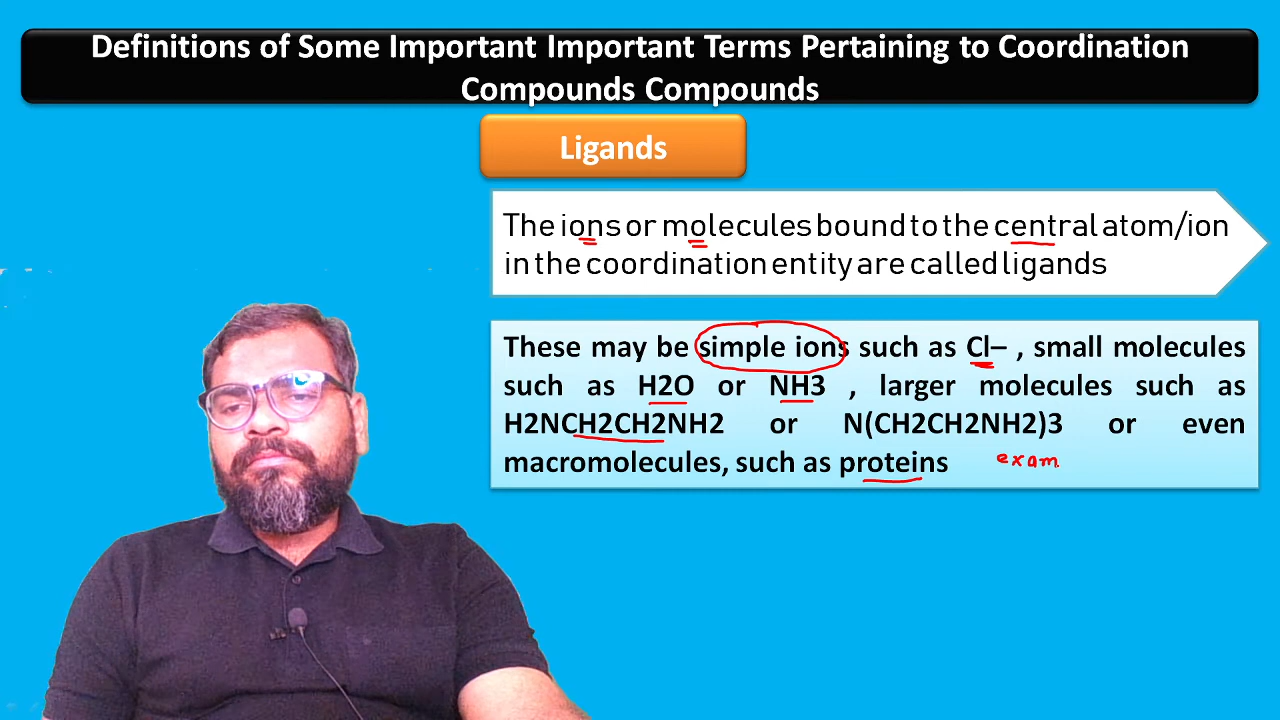 Definitions of Some Important Important Terms Pertaining to Coordination
Compounds Compounds
Ligands
The ions or molecules bound to the central atom/ion
in the coordination entity are called ligands
These may be simple ions such as Cl– , small molecules
such as H2O or NH3 , larger molecules such as
H2NCH2CH2NH2 or N(CH2CH2NH2)3 or even
macromolecules, such as proteins exam